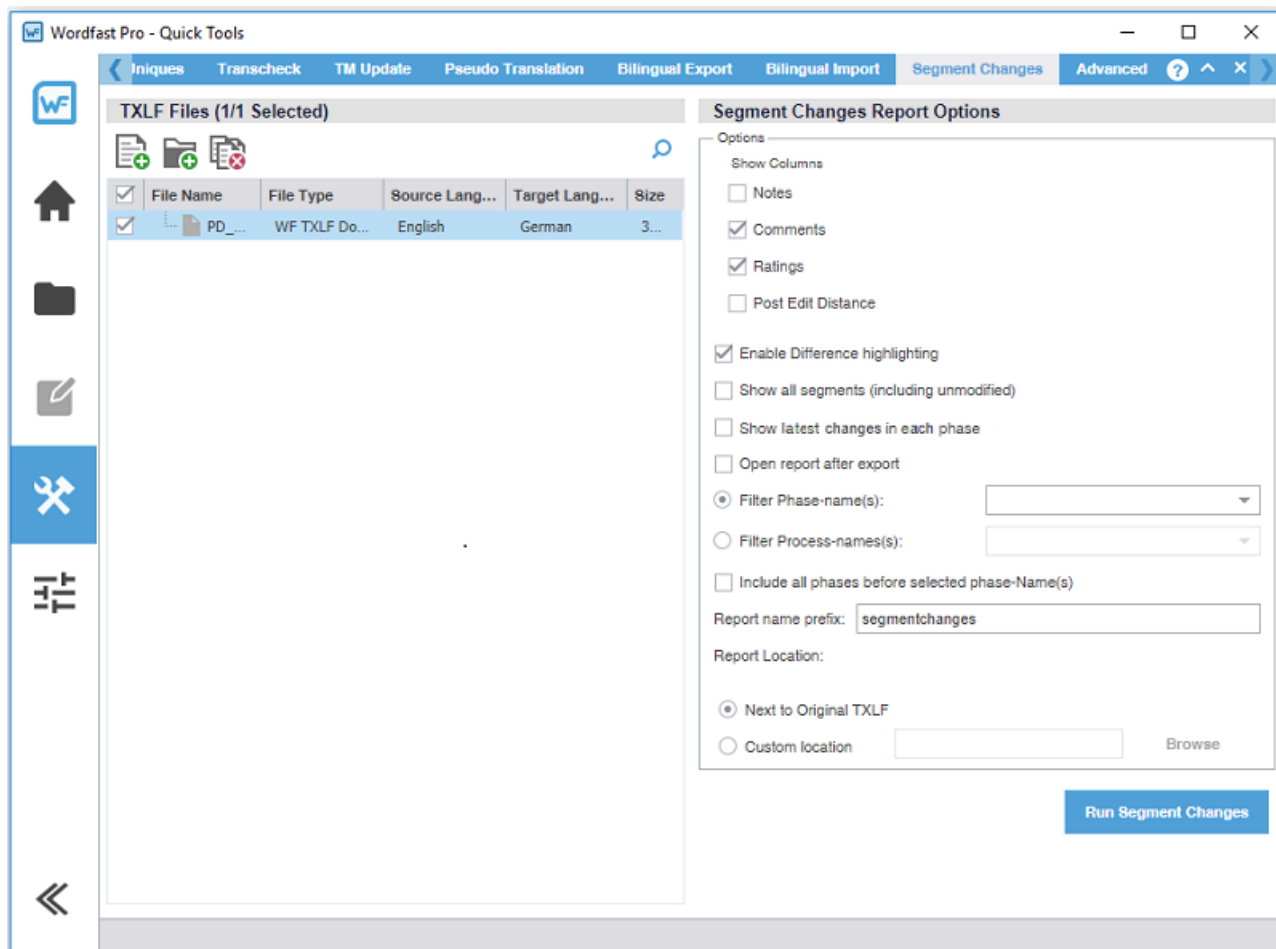 WF Wordfast Pro - Quick Tools
Iniques Transcheck TM Update Pseudo Translation Bilingual Export Bilingual Import Segment Changes Advanced ?
WF
TXLF Files (1/1 Selected)
File Name File Type Source Lang... Target Lang... Size
PD_... WF TXLF Do... English German 3...
Segment Changes Report Options
Options
Show Columns
Notes
Comments
Ratings
Post Edit Distance
Enable Difference highlighting
Show all segments (including unmodified)
Show latest changes in each phase
Open report after export
Filter Phase-name(s):
Filter Process-names(s):
Include all phases before selected phase-Name(s)
Report name prefix: segmentchanges
Report Location:
Next to Original TXLF
Custom location Browse
Run Segment Changes